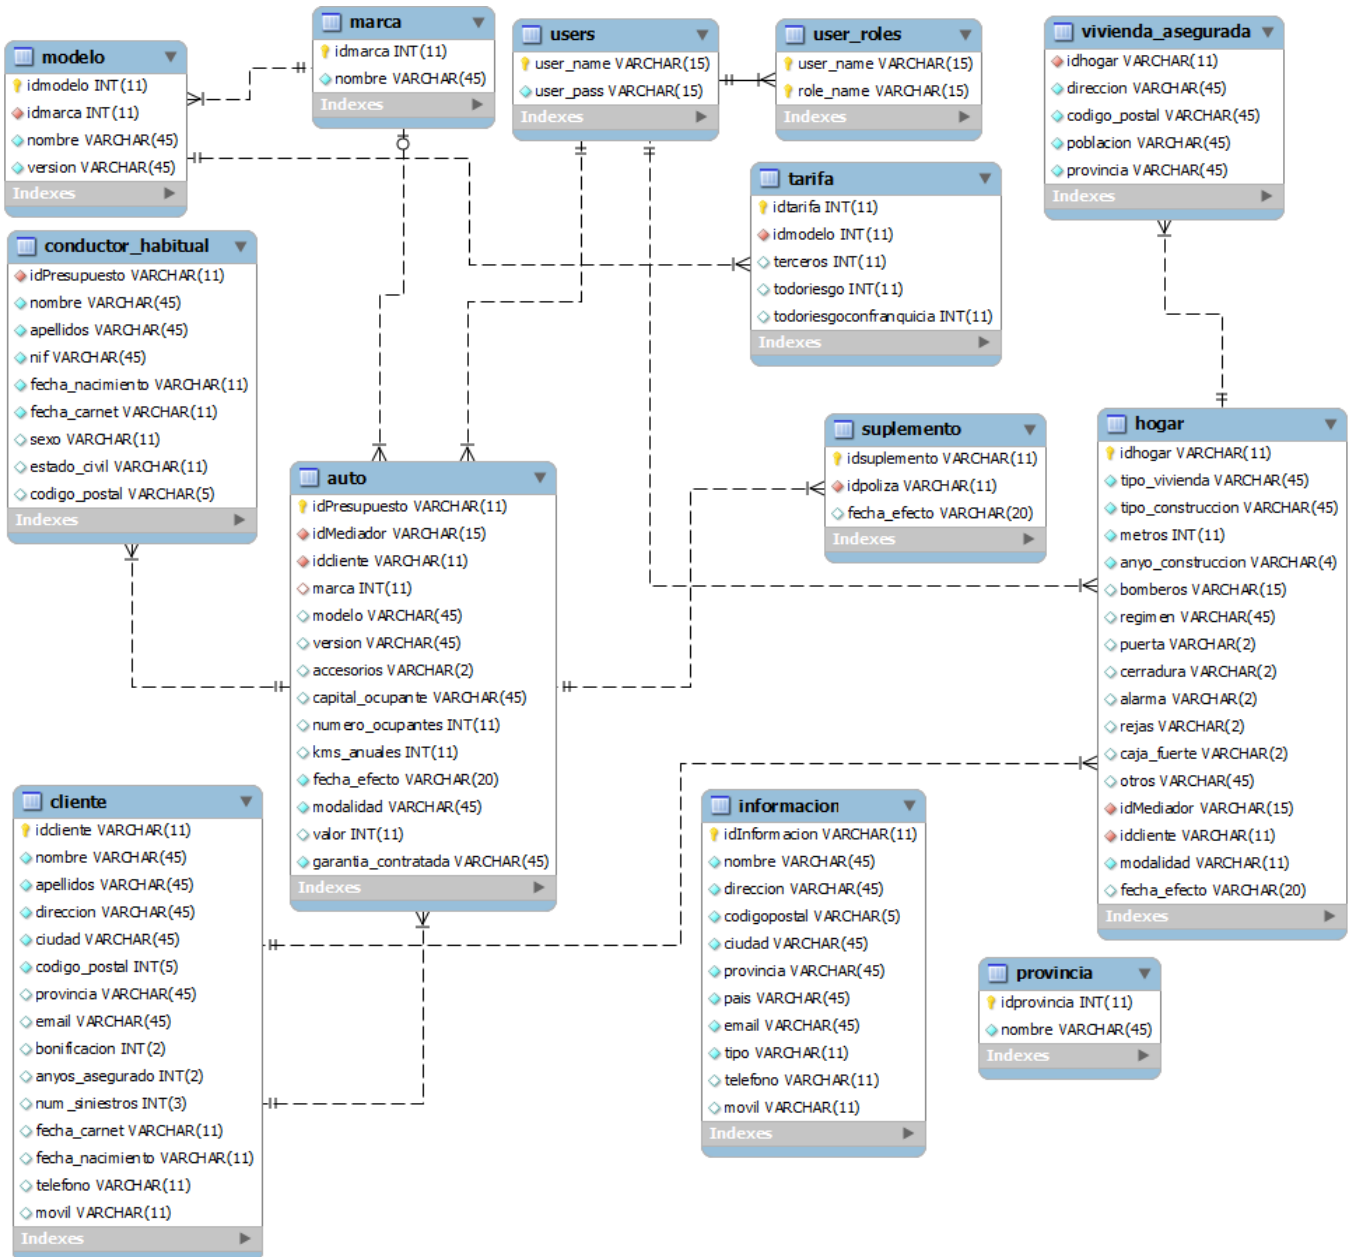 modelo
idmodelo INT(11)
idmarca INT(11)
nombre VARCHAR(45)
version VARCHAR(45)
Indexes
marca
idmarca INT(11)
nombre VARCHAR(45)
Indexes
users
user_name VARCHAR(15)
user_pass VARCHAR(15)
Indexes
user_roles
user_name VARCHAR(15)
role_name VARCHAR(15)
Indexes
vivienda_asegurada
idhogar VARCHAR(11)
direccion VARCHAR(45)
codigo_postal VARCHAR(45)
poblacion VARCHAR(45)
provincia VARCHAR(45)
Indexes
tarifa
idtarifa INT(11)
idmodelo INT(11)
terceros INT(11)
todoriesgo INT(11)
todoriesgoconfranquicia INT(11)
Indexes
conductor_habitual
idPresupuesto VARCHAR(11)
nombre VARCHAR(45)
apellidos VARCHAR(45)
nif VARCHAR(45)
fecha_nacimiento VARCHAR(11)
fecha_carnet VARCHAR(11)
sexo VARCHAR(11)
estado_civil VARCHAR(11)
codigo_postal VARCHAR(5)
Indexes
auto
idPresupuesto VARCHAR(11)
idMediador VARCHAR(15)
idcliente VARCHAR(11)
marca INT(11)
modelo VARCHAR(45)
version VARCHAR(45)
accesorios VARCHAR(2)
capital_ocupante VARCHAR(45)
numero_ocupantes INT(11)
kms_anuales INT(11)
fecha_efecto VARCHAR(20)
modalidad VARCHAR(45)
valor INT(11)
garantia_contratada VARCHAR(45)
Indexes
suplemento
idsuplemento VARCHAR(11)
idpoliza VARCHAR(11)
fecha_efecto VARCHAR(20)
Indexes
hogar
idhogar VARCHAR(11)
tipo_vivienda VARCHAR(45)
tipo_construccion VARCHAR(45)
metros INT(11)
anyo_construccion VARCHAR(4)
bomberos VARCHAR(15)
regimen VARCHAR(45)
puerta VARCHAR(2)
cerradura VARCHAR(2)
alarma VARCHAR(2)
rejas VARCHAR(2)
caja_fuerte VARCHAR(2)
otros VARCHAR(45)
idMediador VARCHAR(15)
idcliente VARCHAR(11)
modalidad VARCHAR(11)
fecha_efecto VARCHAR(20)
Indexes
cliente
idcliente VARCHAR(11)
nombre VARCHAR(45)
apellidos VARCHAR(45)
direccion VARCHAR(45)
ciudad VARCHAR(45)
codigo_postal INT(5)
provincia VARCHAR(45)
email VARCHAR(45)
bonificacion INT(2)
anyos_asegurado INT(2)
num_siniestros INT(3)
fecha_carnet VARCHAR(11)
fecha_nacimiento VARCHAR(11)
telefono VARCHAR(11)
movil VARCHAR(11)
Indexes
informacion
idInformacion VARCHAR(11)
nombre VARCHAR(45)
direccion VARCHAR(45)
codigopostal VARCHAR(5)
ciudad VARCHAR(45)
provincia VARCHAR(45)
pais VARCHAR(45)
email VARCHAR(45)
tipo VARCHAR(11)
telefono VARCHAR(11)
movil VARCHAR(11)
Indexes
provincia
idprovincia INT(11)
nombre VARCHAR(45)
Indexes